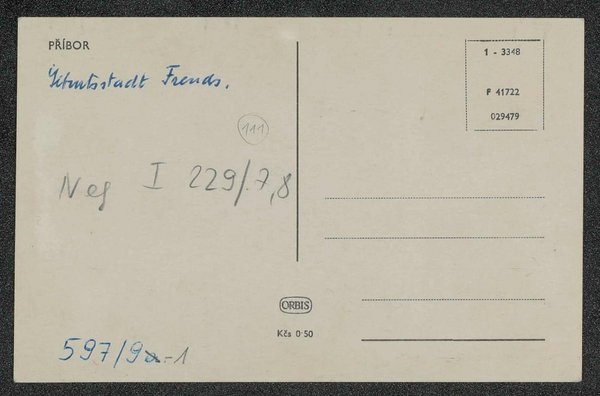 PŘÍBOR
Geburtsstadt Freuds.
1 - 3348
F 41722
029479
111
Neg I 229/7,8
ORBIS
Kčs 0·50
597/9a-1